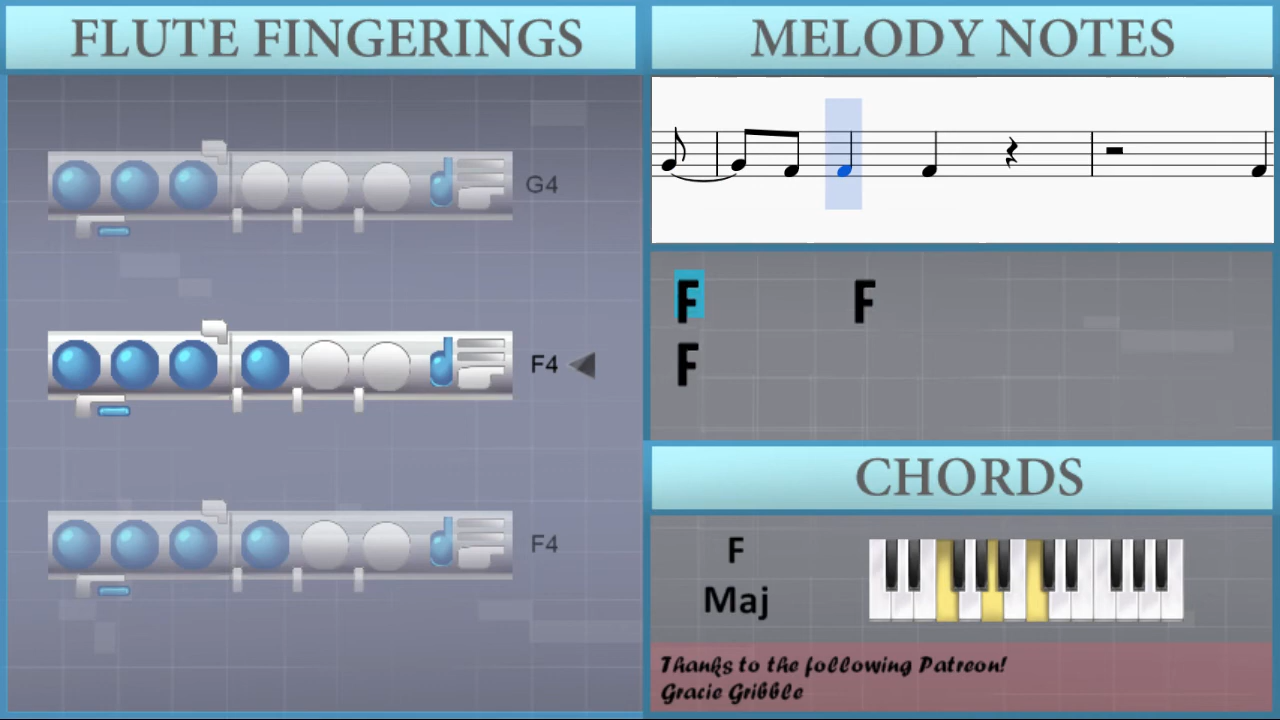 FLUTE FINGERINGS
G4
F4
F4
MELODY NOTES
F F
F
CHORDS
F
Maj
Thanks to the following Patreon!
Gracie Gribble